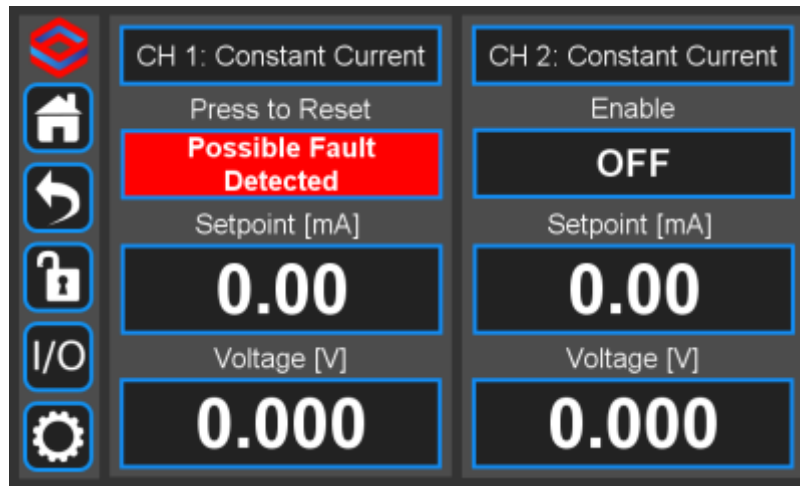 CH 1: Constant Current
Press to Reset
Possible Fault
Detected
Setpoint [mA]
0.00
Voltage [V]
0.000
CH 2: Constant Current
Enable
OFF
Setpoint [mA]
0.00
Voltage [V]
0.000
I/O